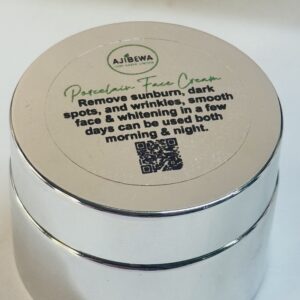 AJIBEWA
Porcelain Face Cream
Remove sunburn, dark
spots, and wrinkles, smooth
face & whitening in a few
days can be used both
morning & night.